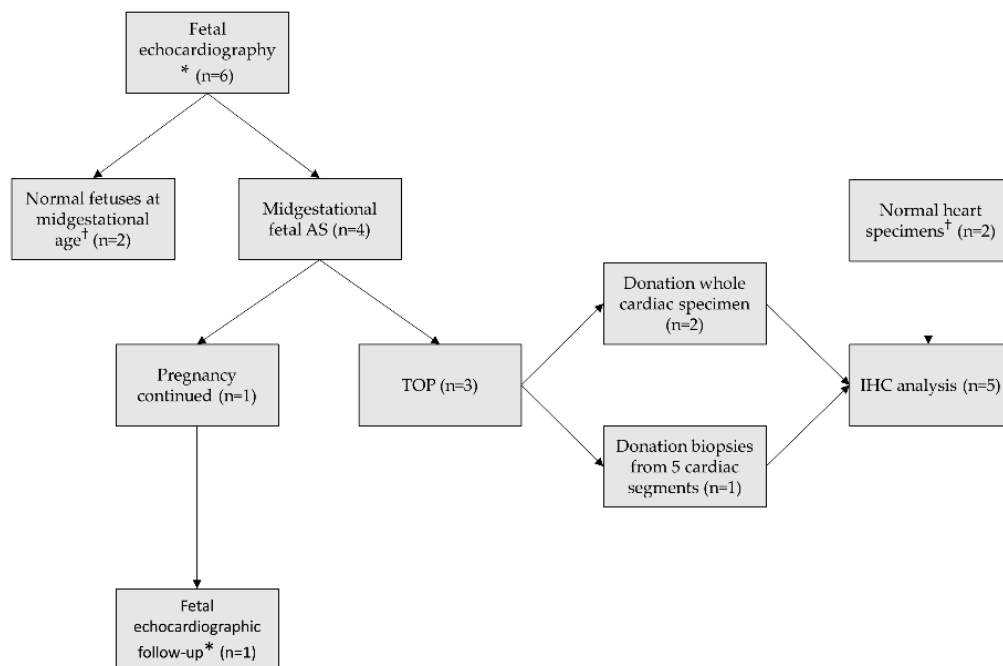 Fetal
echocardiography
* (n=6)
Normal fetuses at
midgestational
age† (n=2)
Midgestational
fetal AS (n=4)
Normal heart
specimens† (n=2)
Donation whole
cardiac specimen
(n=2)
Pregnancy
continued (n=1)
TOP (n=3)
IHC analysis (n=5)
Donation biopsies
from 5 cardiac
segments (n=1)
Fetal
echocardiographic
follow-up* (n=1)